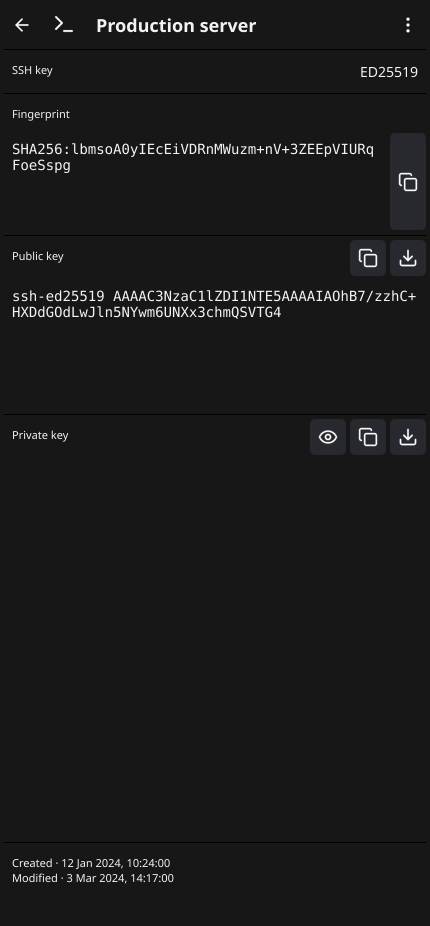 Production server
SSH key
ED25519
Fingerprint
SHA256:lbmsoA0yIEcEiVDRnMWuzm+nV+3ZEEpVIURq
FoeSspg
Public key
ssh-ed25519 AAAAC3NzaC1lZDI1NTE5AAAAIAOhB7/zzhC+
HXDdGOdLwJln5NYwm6UNXx3chmQSVTG4
Private key
Created · 12 Jan 2024, 10:24:00
Modified · 3 Mar 2024, 14:17:00